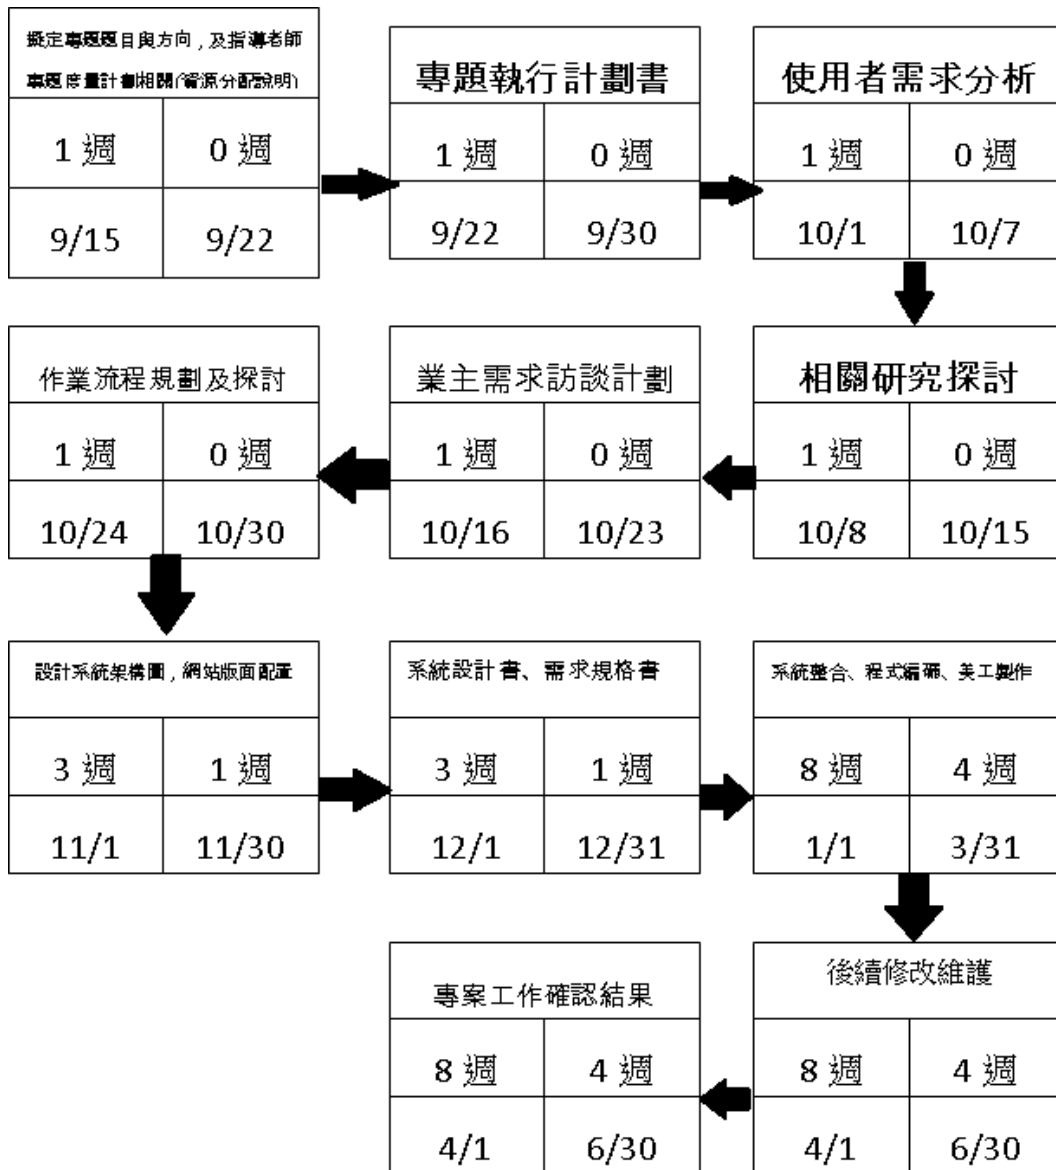 擬定專題題目與方向，及指導老師
專題度量計劃相關(資源分配說明)
1 週 0 週
9/15 9/22
專題執行計劃書
1 週 0 週
9/22 9/30
使用者需求分析
1 週 0 週
10/1 10/7
相關研究探討
1 週 0 週
10/8 10/15
業主需求訪談計劃
1 週 0 週
10/16 10/23
作業流程規劃及探討
1 週 0 週
10/24 10/30
設計系統架構圖，網站版面配置
3 週 1 週
11/1 11/30
系統設計書、需求規格書
3 週 1 週
12/1 12/31
系統整合、程式編碼、美工製作
8 週 4 週
1/1 3/31
後續修改維護
8 週 4 週
4/1 6/30
專案工作確認結果
8 週 4 週
4/1 6/30